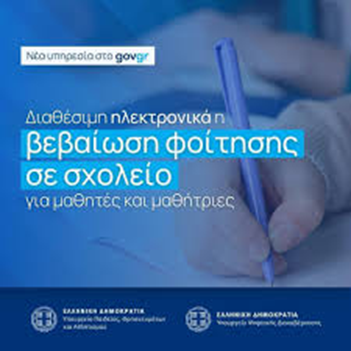 Νέα υπηρεσία στο govgr
Διαθέσιμη ηλεκτρονικά η
βεβαίωση φοίτησης
σε σχολείο
για μαθητές και μαθήτριες
ΕΛΛΗΝΙΚΗ ΔΗΜΟΚΡΑΤΙΑ
Υπουργείο Παιδείας, Θρησκευμάτων
και Αθλητισμού
ΕΛΛΗΝΙΚΗ ΔΗΜΟΚΡΑΤΙΑ
Υπουργείο Ψηφιακής Διακυβέρνησης